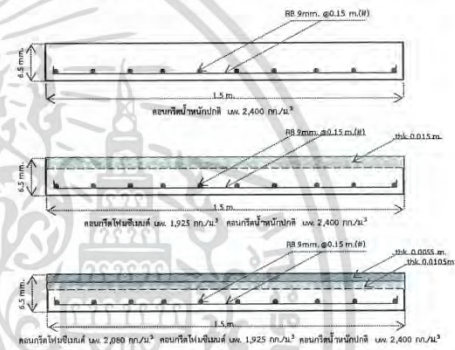 RB 9mm. @0.15 m.(#)
6.5 mm.
1.5 m.
คอนกรีตน้ำหนักปกติ นพ. 2,400 กก./ม.³
RB 9mm. @0.15 m.(#)
thk. 0.015 m.
6.5 mm.
1.5 m.
คอนกรีตโฟมซีเมนต์ นพ. 1,925 กก./ม.³ คอนกรีตน้ำหนักปกติ นพ. 2,400 กก./ม.³
RB 9mm. @0.15 m.(#)
thk. 0.0055 m.
thk. 0.0105m
6.5 mm.
1.5 m.
คอนกรีตโฟมซีเมนต์ นพ. 2,060 กก./ม.³ คอนกรีตโฟมซีเมนต์ นพ. 1,925 กก./ม.³ คอนกรีตน้ำหนักปกติ นพ. 2,400 กก./ม.³